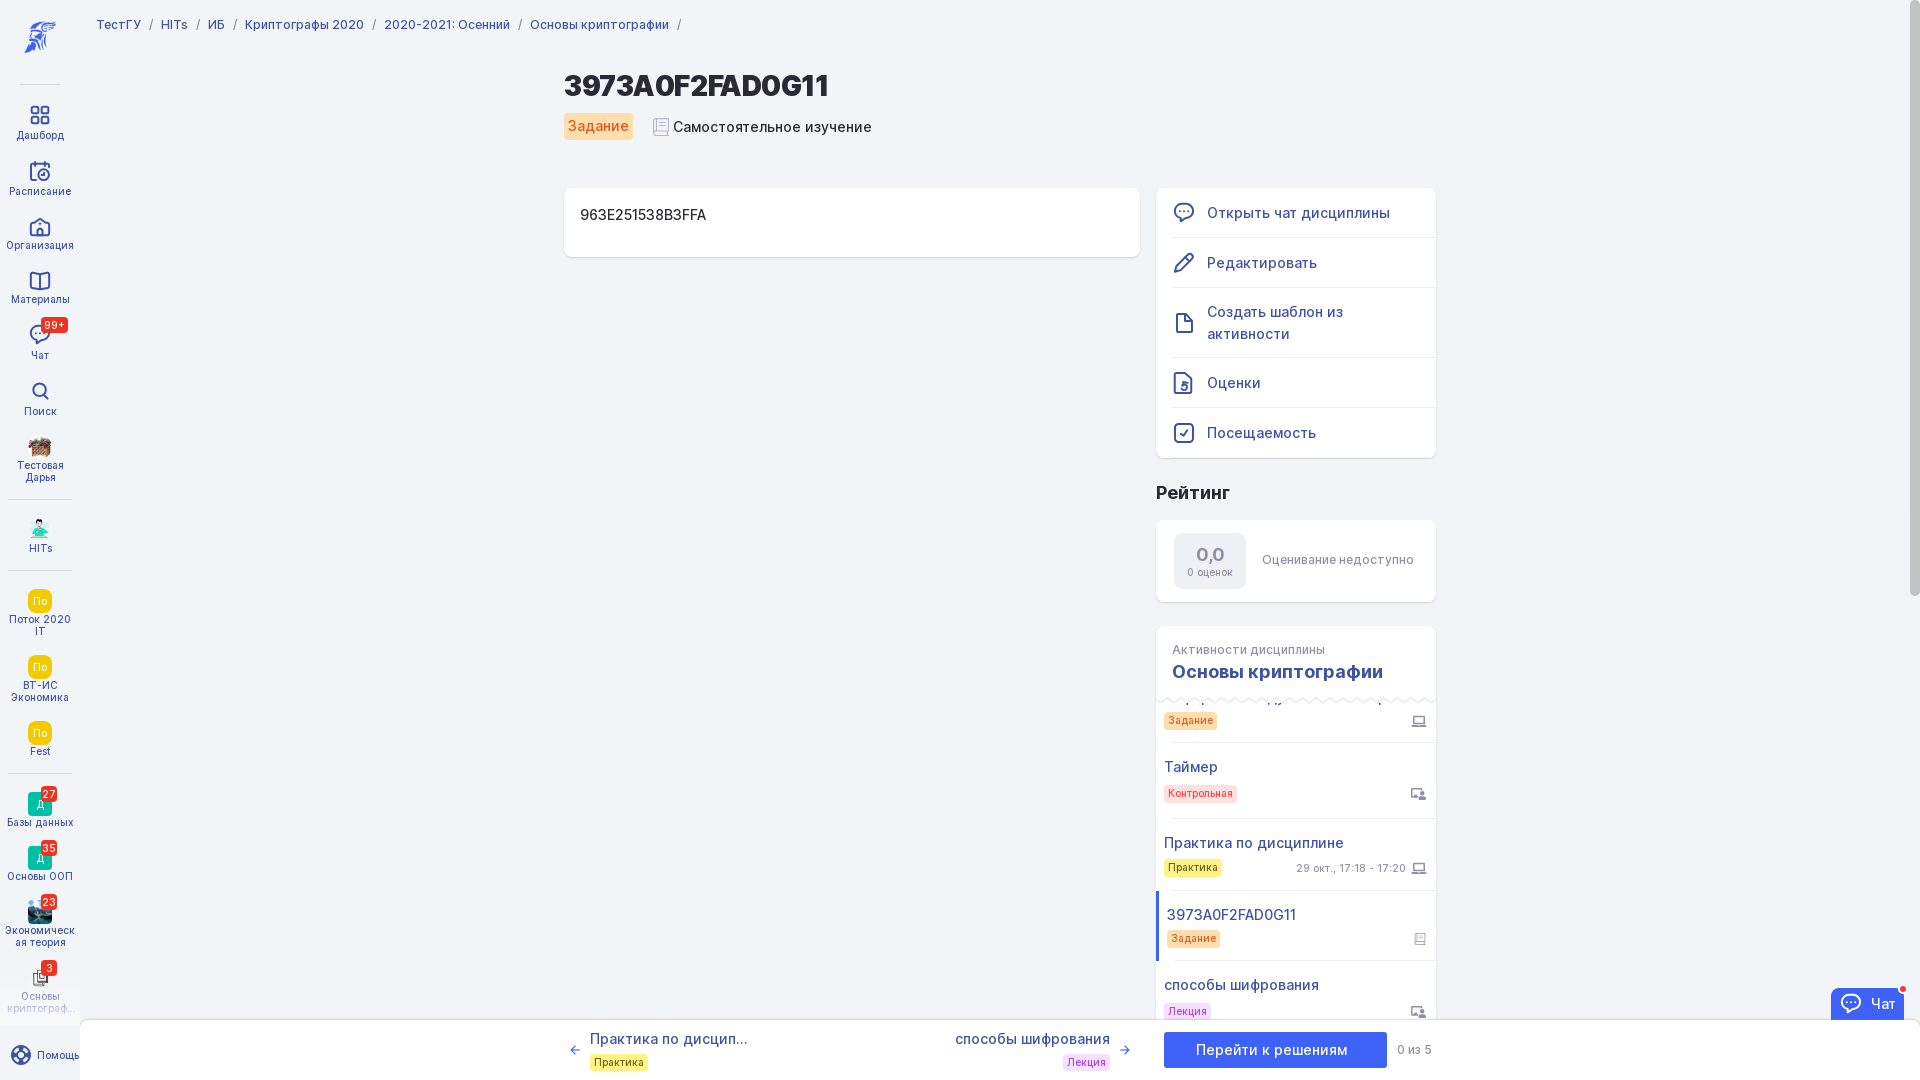 ТестГУ / HITs / ИБ / Криптографы 2020 / 2020-2021: Осенний / Основы криптографии /
3973A0F2FAD0G11
Задание
Самостоятельное изучение
963E251538B3FFA
Дашборд
Расписание
Организация
Материалы
99+
Чат
Поиск
Тестовая
Дарья
HITs
По
Поток 2020
IT
По
ВТ-ИС
Экономика
По
Fest
27
Д
Базы данных
35
Д
Основы ООП
23
Экономическ
ая теория
3
Основы
криптограф...
Помощь
Открыть чат дисциплины
Редактировать
Создать шаблон из
активности
Оценки
Посещаемость
Рейтинг
0,0
0 оценок
Оценивание недоступно
Активности дисциплины
Основы криптографии
Задание
Таймер
Контрольная
Практика по дисциплине
Практика
29 окт., 17:18 - 17:20
3973A0F2FAD0G11
Задание
способы шифрования
Лекция
Чат
Практика по дисцип...
Практика
способы шифрования
Лекция
Перейти к решениям
0 из 5